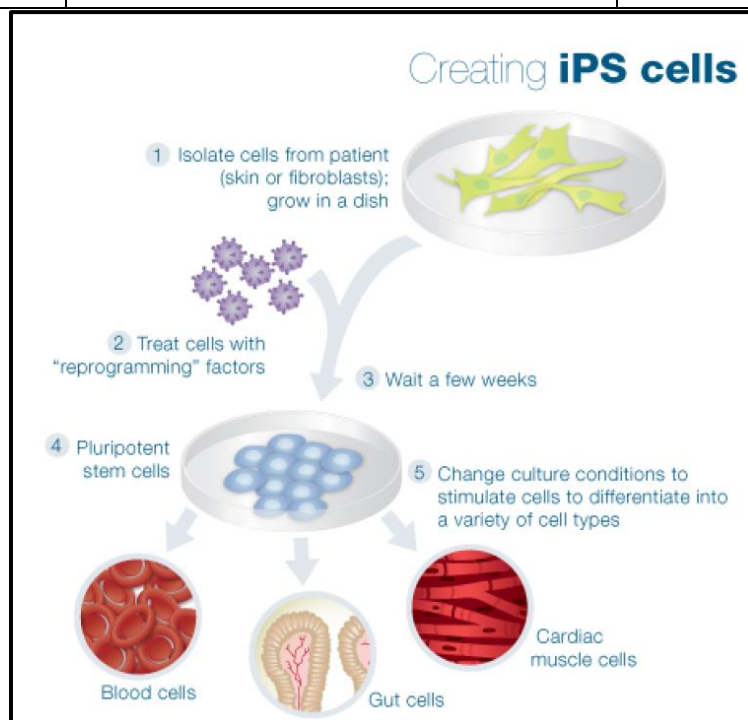 Creating iPS cells
1 Isolate cells from patient
(skin or fibroblasts);
grow in a dish
2 Treat cells with
“reprogramming” factors
3 Wait a few weeks
4 Pluripotent
stem cells
5 Change culture conditions to
stimulate cells to differentiate into
a variety of cell types
Blood cells
Gut cells
Cardiac
muscle cells